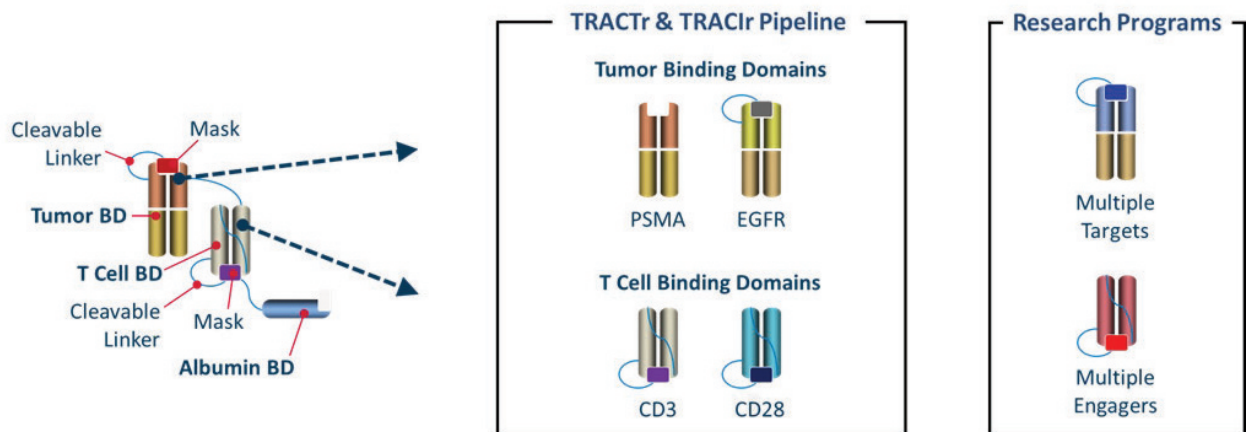 Cleavable
Linker
Mask
Tumor BD
T Cell BD
Cleavable
Linker
Mask
Albumin BD
TRACTr & TRACIr Pipeline
Tumor Binding Domains
PSMA
EGFR
T Cell Binding Domains
CD3
CD28
Research Programs
Multiple
Targets
Multiple
Engagers